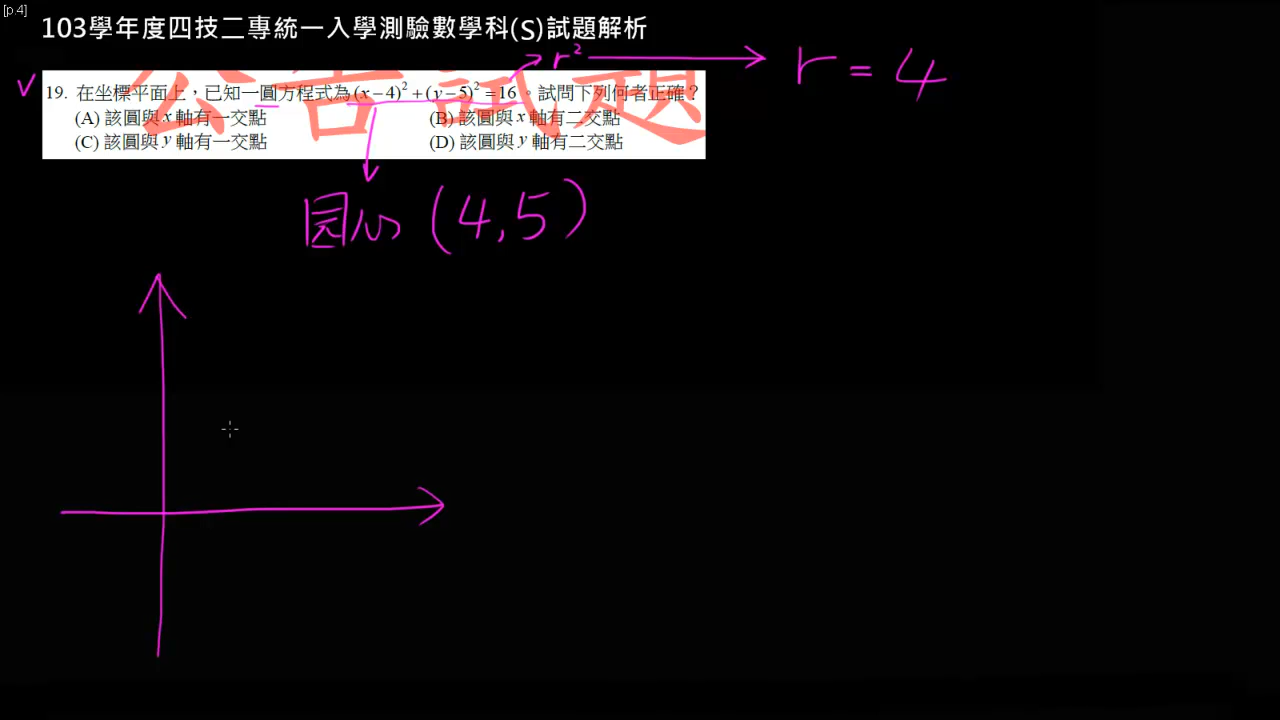 [p.4]
103學年度四技二專統一入學測驗數學科(S)試題解析
r² → r = 4
公告試題
19. 在坐標平面上，已知一圓方程式為(x−4)²+(y−5)²=16。試問下列何者正確？
(A) 該圓與 x 軸有一交點 (B) 該圓與 x 軸有二交點
(C) 該圓與 y 軸有一交點 (D) 該圓與 y 軸有二交點
圓心 (4,5)